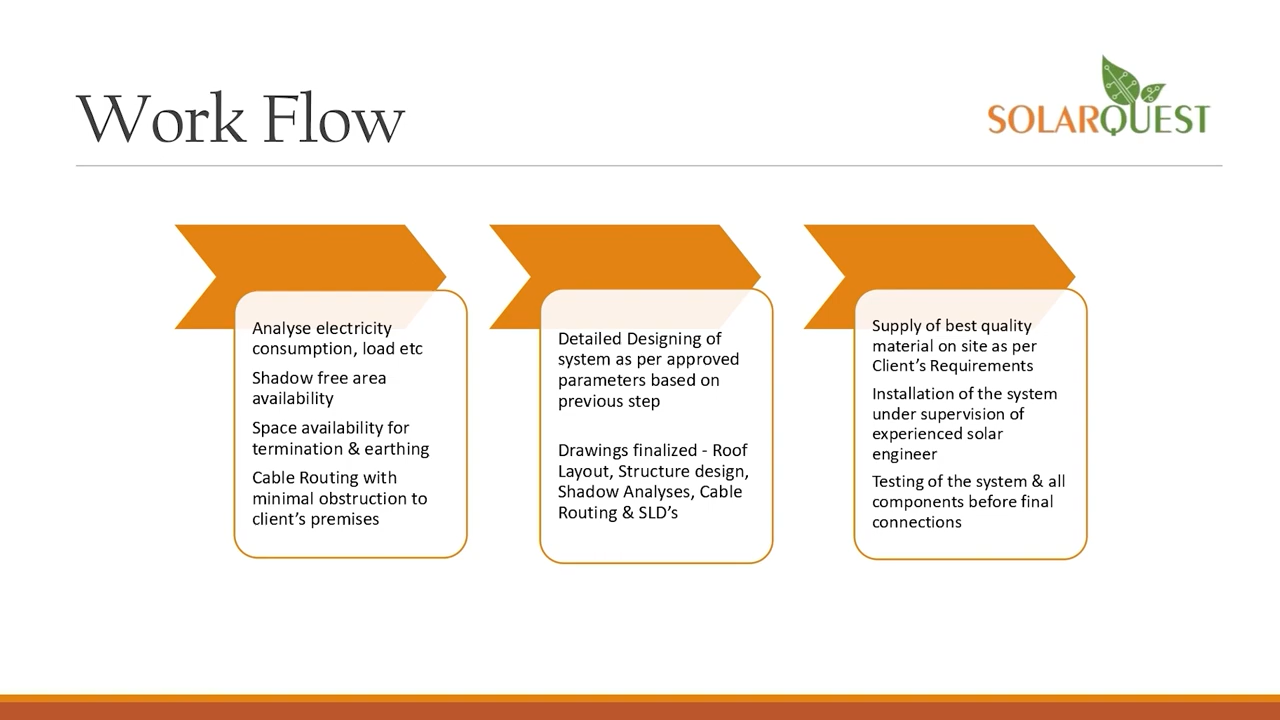 Work Flow
SOLARQUEST
Analyse electricity
consumption, load etc
Shadow free area
availability
Space availability for
termination & earthing
Cable Routing with
minimal obstruction to
client’s premises
Detailed Designing of
system as per approved
parameters based on
previous step
Drawings finalized - Roof
Layout, Structure design,
Shadow Analyses, Cable
Routing & SLD’s
Supply of best quality
material on site as per
Client’s Requirements
Installation of the system
under supervision of
experienced solar
engineer
Testing of the system & all
components before final
connections